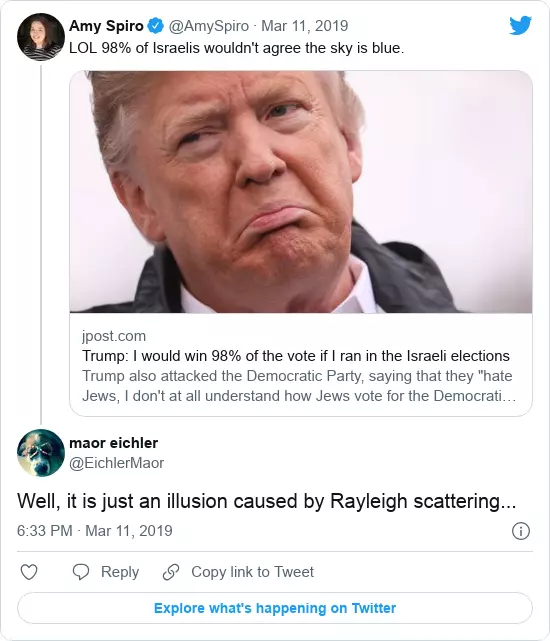 Amy Spiro @AmySpiro · Mar 11, 2019
LOL 98% of Israelis wouldn't agree the sky is blue.
jpost.com
Trump: I would win 98% of the vote if I ran in the Israeli elections
Trump also attacked the Democratic Party, saying that they "hate
Jews, I don't at all understand how Jews vote for the Democrati...
maor eichler
@EichlerMaor
Well, it is just an illusion caused by Rayleigh scattering...
6:33 PM · Mar 11, 2019
Reply Copy link to Tweet
Explore what's happening on Twitter